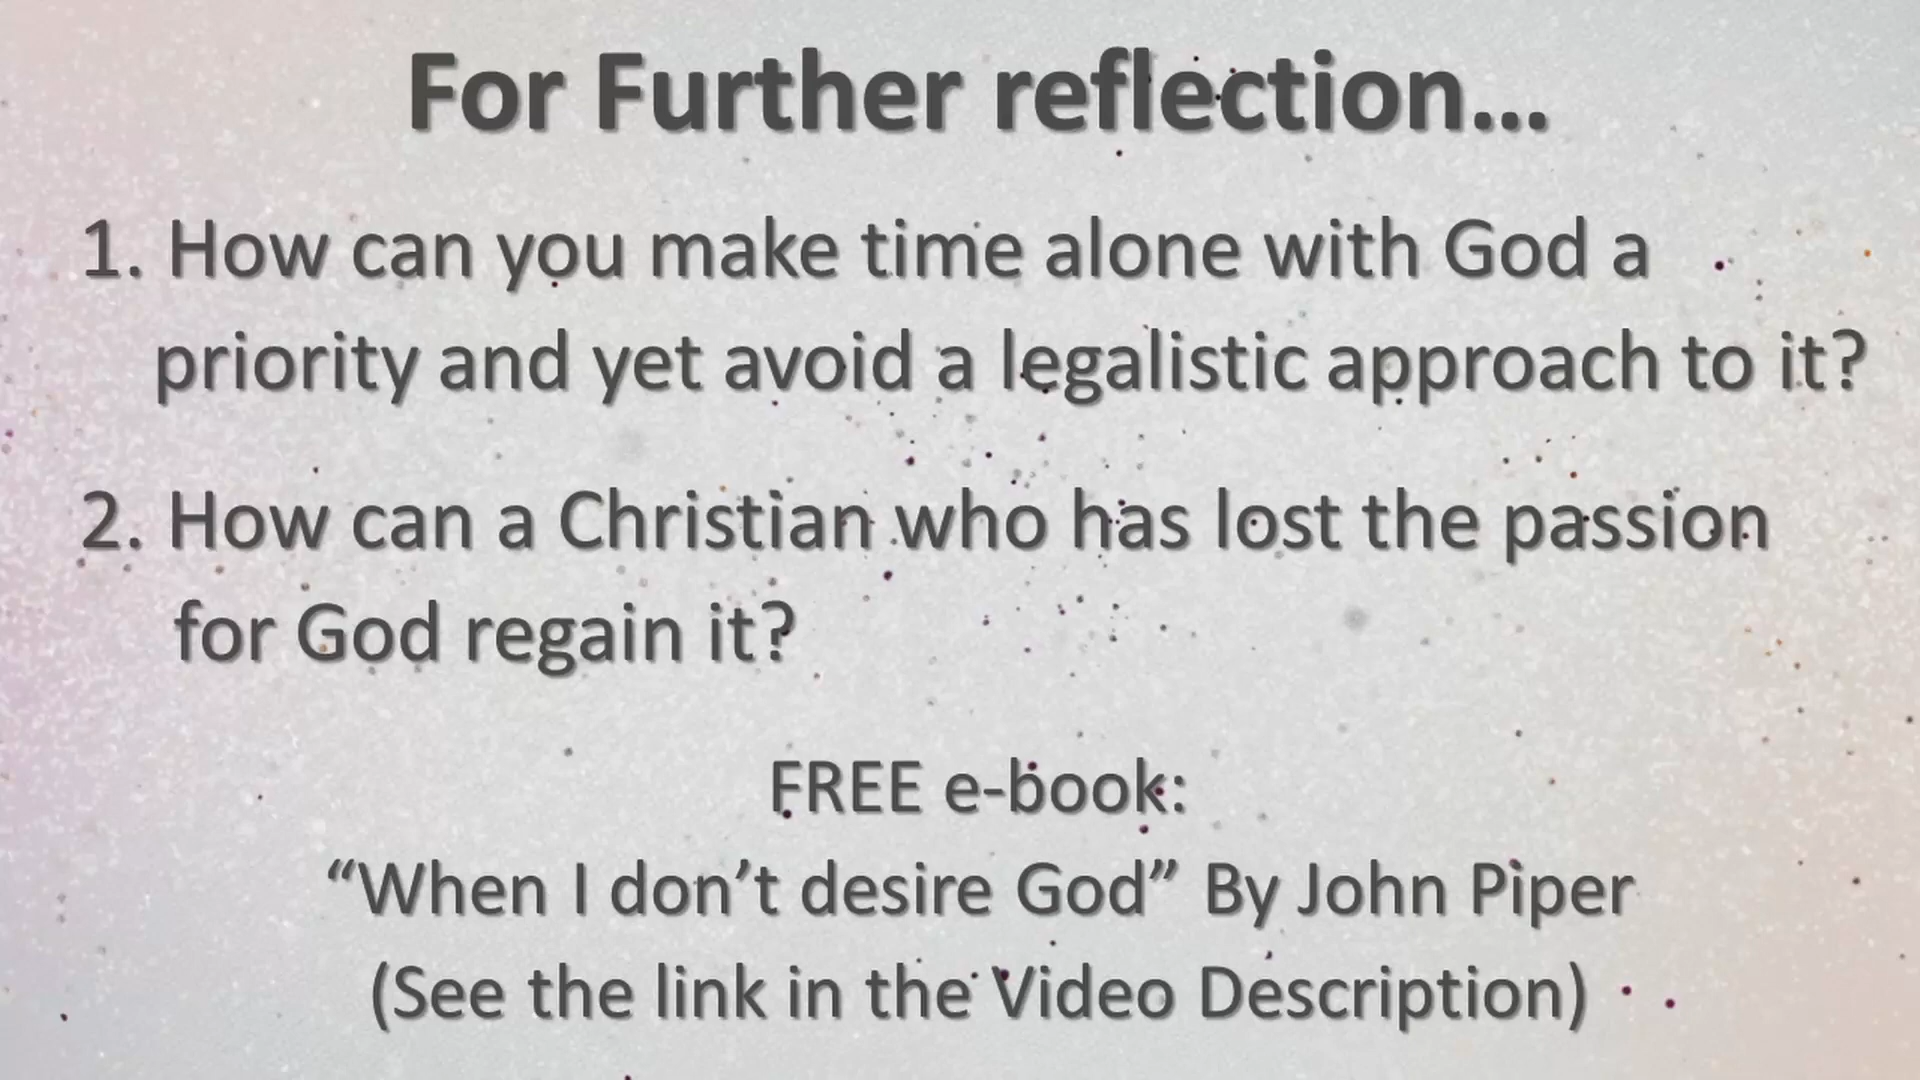 For Further reflection...
1. How can you make time alone with God a
priority and yet avoid a legalistic approach to it?
2. How can a Christian who has lost the passion
for God regain it?
FREE e-book:
“When I don’t desire God” By John Piper
(See the link in the Video Description)